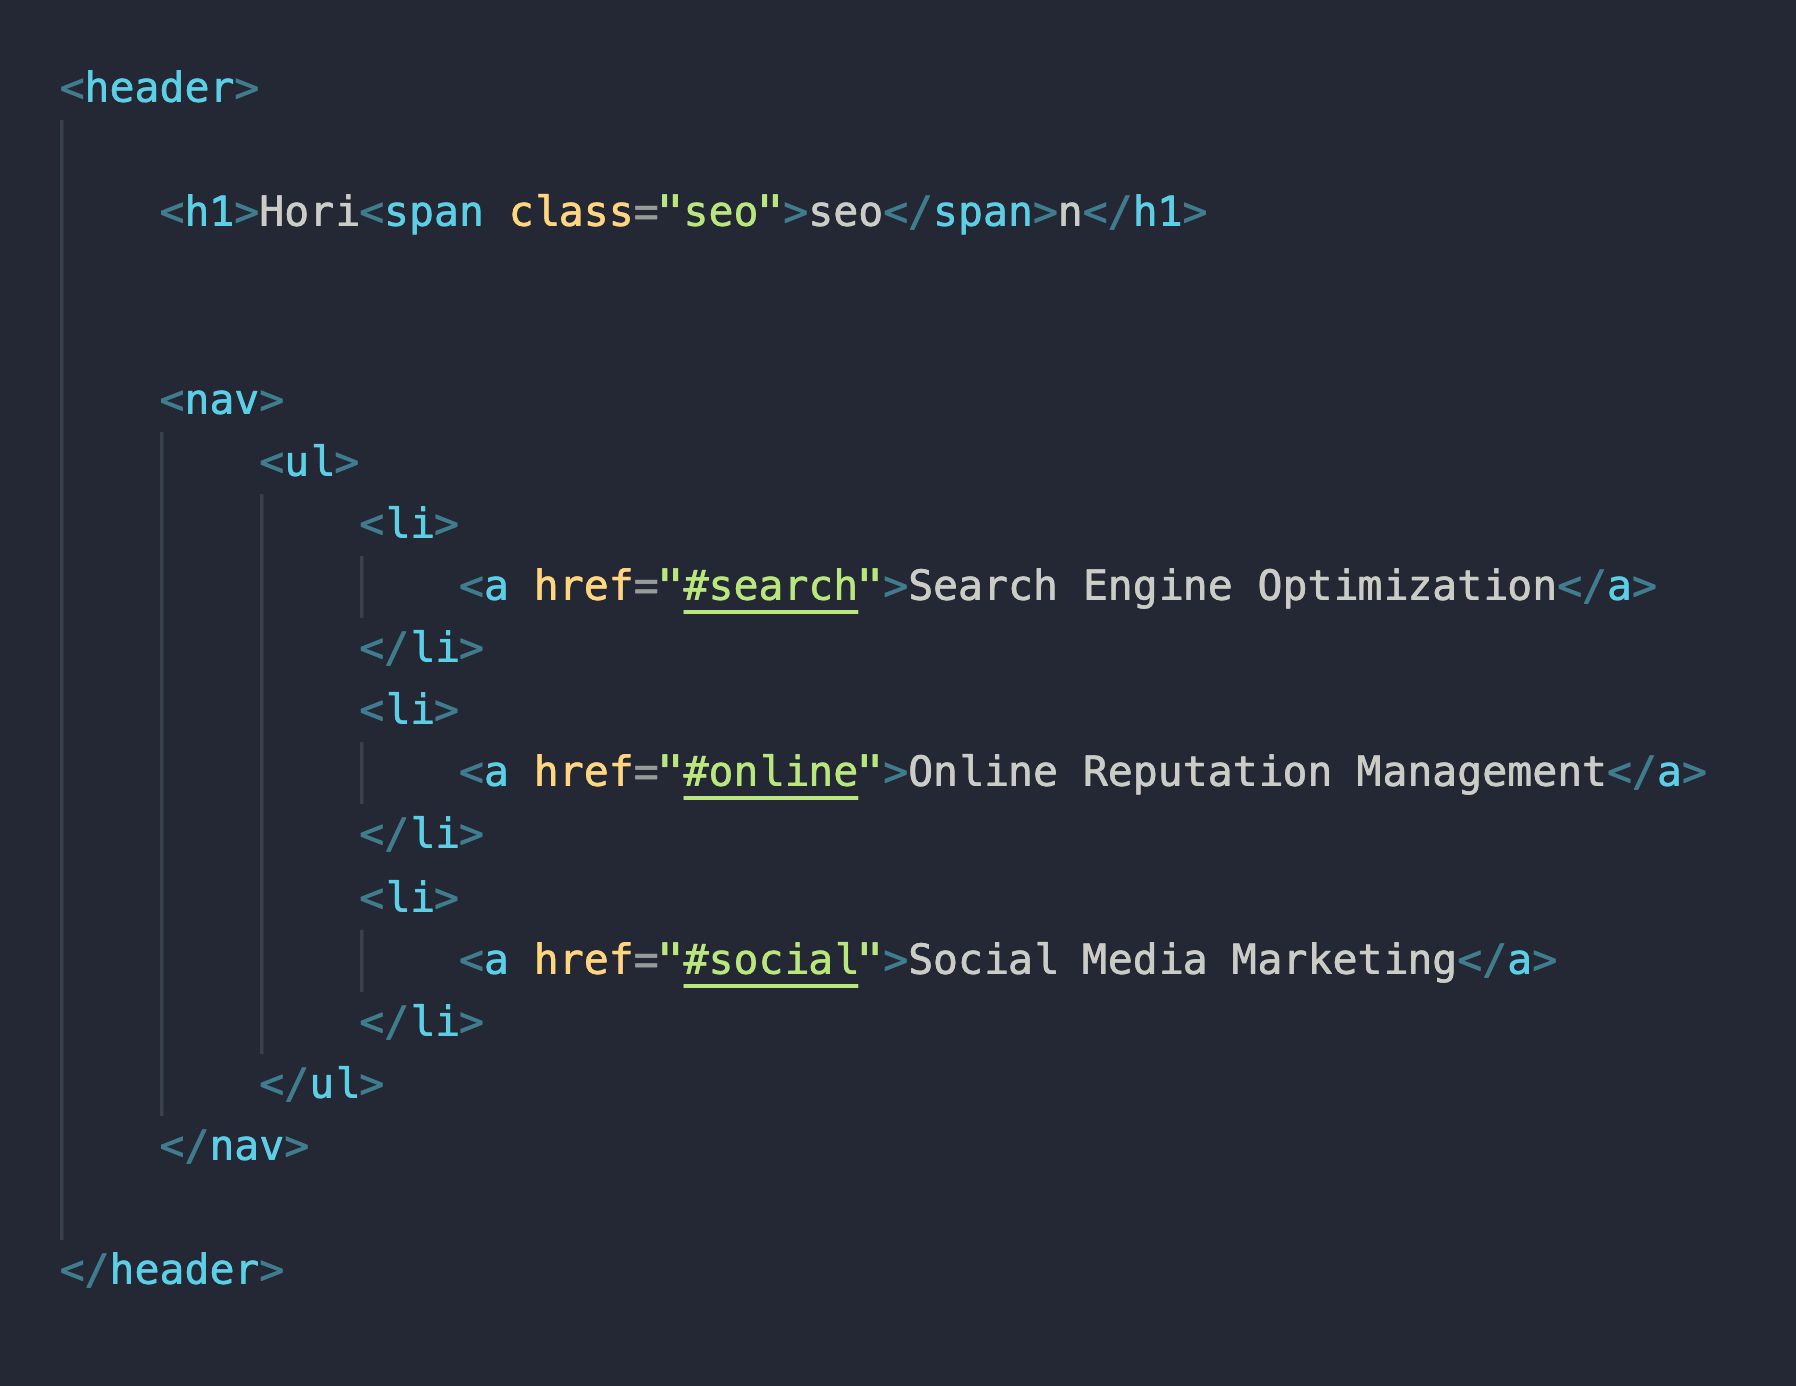 <header>
<h1>Hori<span class="seo">seo</span>n</h1>
<nav>
<ul>
<li>
<a href="#search">Search Engine Optimization</a>
</li>
<li>
<a href="#online">Online Reputation Management</a>
</li>
<li>
<a href="#social">Social Media Marketing</a>
</li>
</ul>
</nav>
</header>